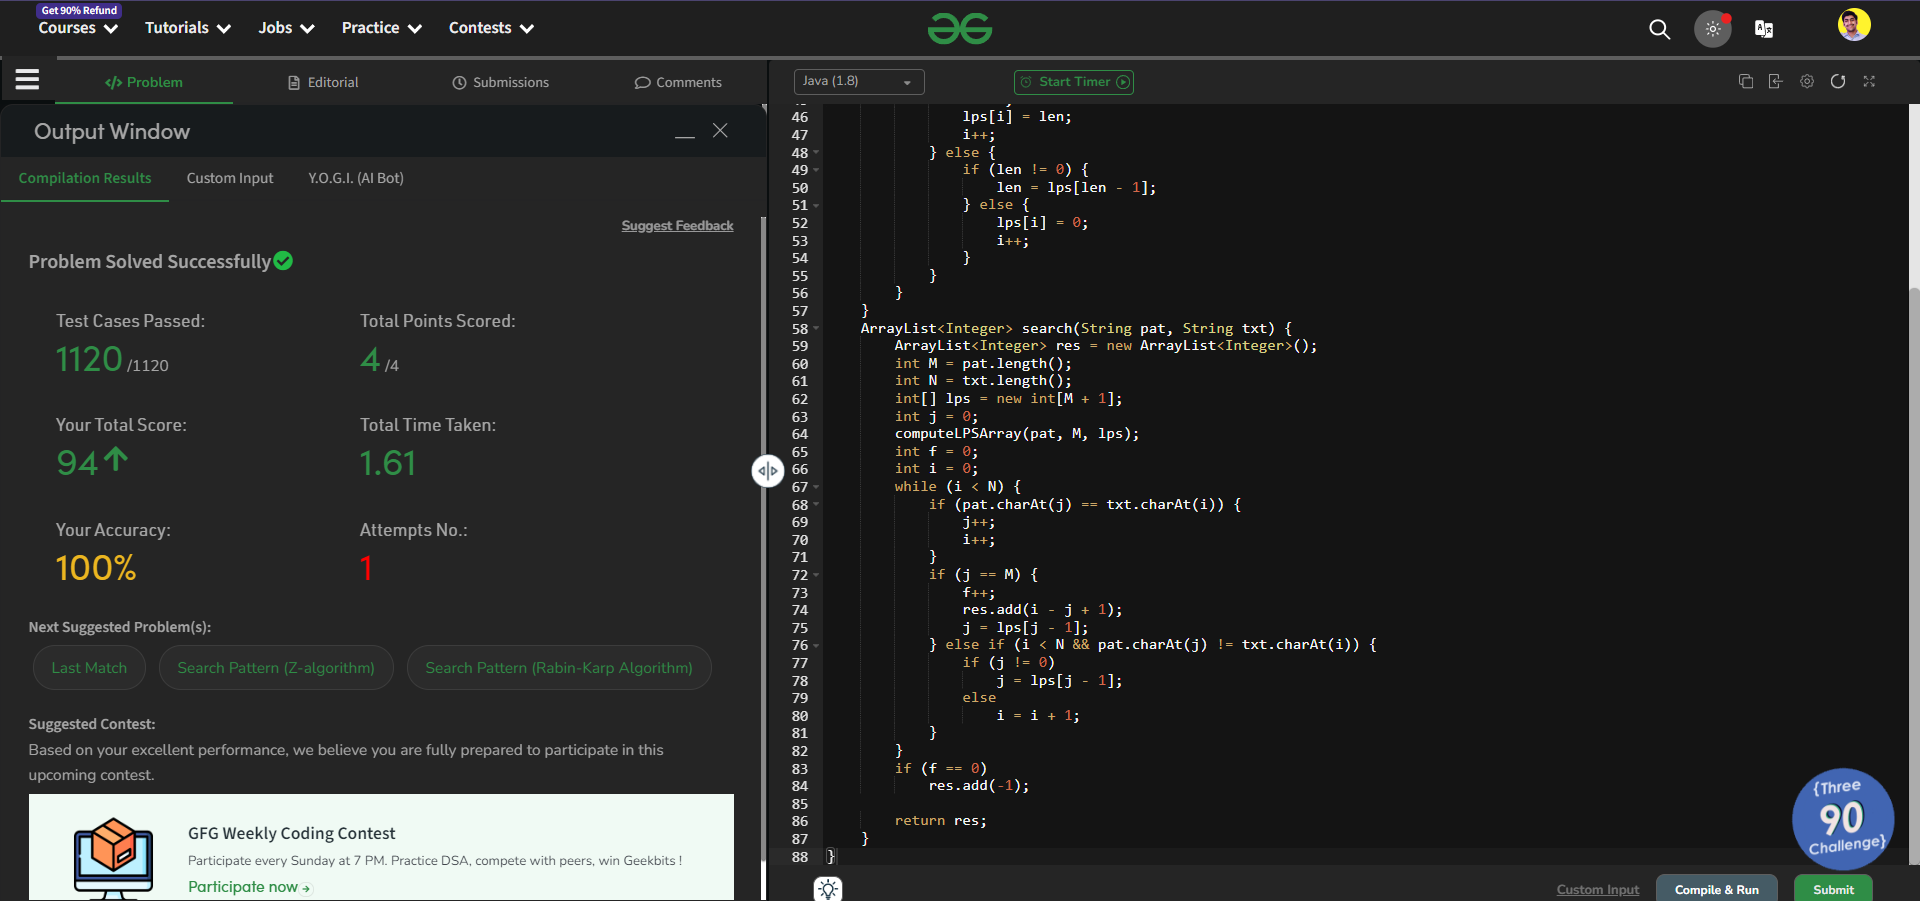 Get 90% Refund
Courses
Tutorials
Jobs
Practice
Contests
Problem
Editorial
Submissions
Comments
Output Window
Compilation Results
Custom Input
Y.O.G.I. (AI Bot)
Suggest Feedback
Problem Solved Successfully
Test Cases Passed:
Total Points Scored:
1120 /1120
4 /4
Your Total Score:
Total Time Taken:
94
1.61
Your Accuracy:
Attempts No.:
100%
1
Next Suggested Problem(s):
Last Match
Search Pattern (Z-algorithm)
Search Pattern (Rabin-Karp Algorithm)
Suggested Contest:
Based on your excellent performance, we believe you are fully prepared to participate in this
upcoming contest.
GFG Weekly Coding Contest
Participate every Sunday at 7 PM. Practice DSA, compete with peers, win Geekbits !
Participate now
Java (1.8)
Start Timer
46 lps[i] = len;
47 i++;
48 } else {
49 if (len != 0) {
50 len = lps[len - 1];
51 } else {
52 lps[i] = 0;
53 i++;
54 }
55 }
56 }
57 }
58 ArrayList<Integer> search(String pat, String txt) {
59 ArrayList<Integer> res = new ArrayList<Integer>();
60 int M = pat.length();
61 int N = txt.length();
62 int[] lps = new int[M + 1];
63 int j = 0;
64 computeLPSArray(pat, M, lps);
65 int f = 0;
66 int i = 0;
67 while (i < N) {
68 if (pat.charAt(j) == txt.charAt(i)) {
69 j++;
70 i++;
71 }
72 if (j == M) {
73 f++;
74 res.add(i - j + 1);
75 j = lps[j - 1];
76 } else if (i < N && pat.charAt(j) != txt.charAt(i)) {
77 if (j != 0)
78 j = lps[j - 1];
79 else
80 i = i + 1;
81 }
82 }
83 if (f == 0)
84 res.add(-1);
85
86 return res;
87 }
88 }
{Three
90
Challenge}
Custom Input
Compile & Run
Submit